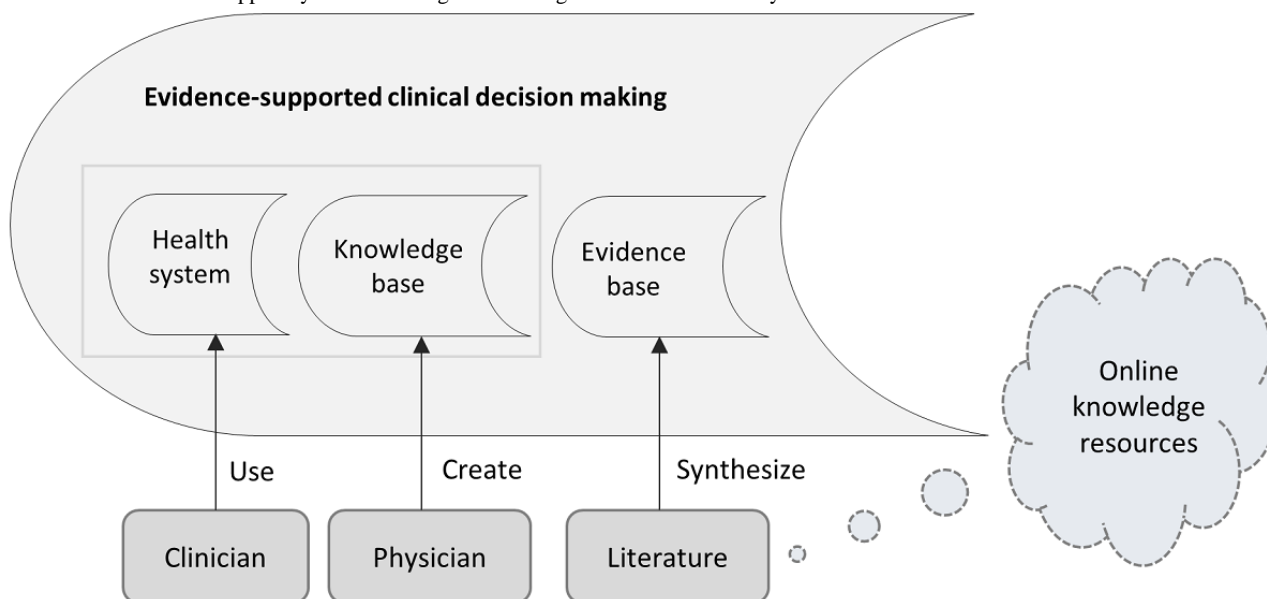 Evidence-supported clinical decision making
Health
system
Knowledge
base
Evidence
base
Online
knowledge
resources
Use
Create
Synthesize
Clinician
Physician
Literature